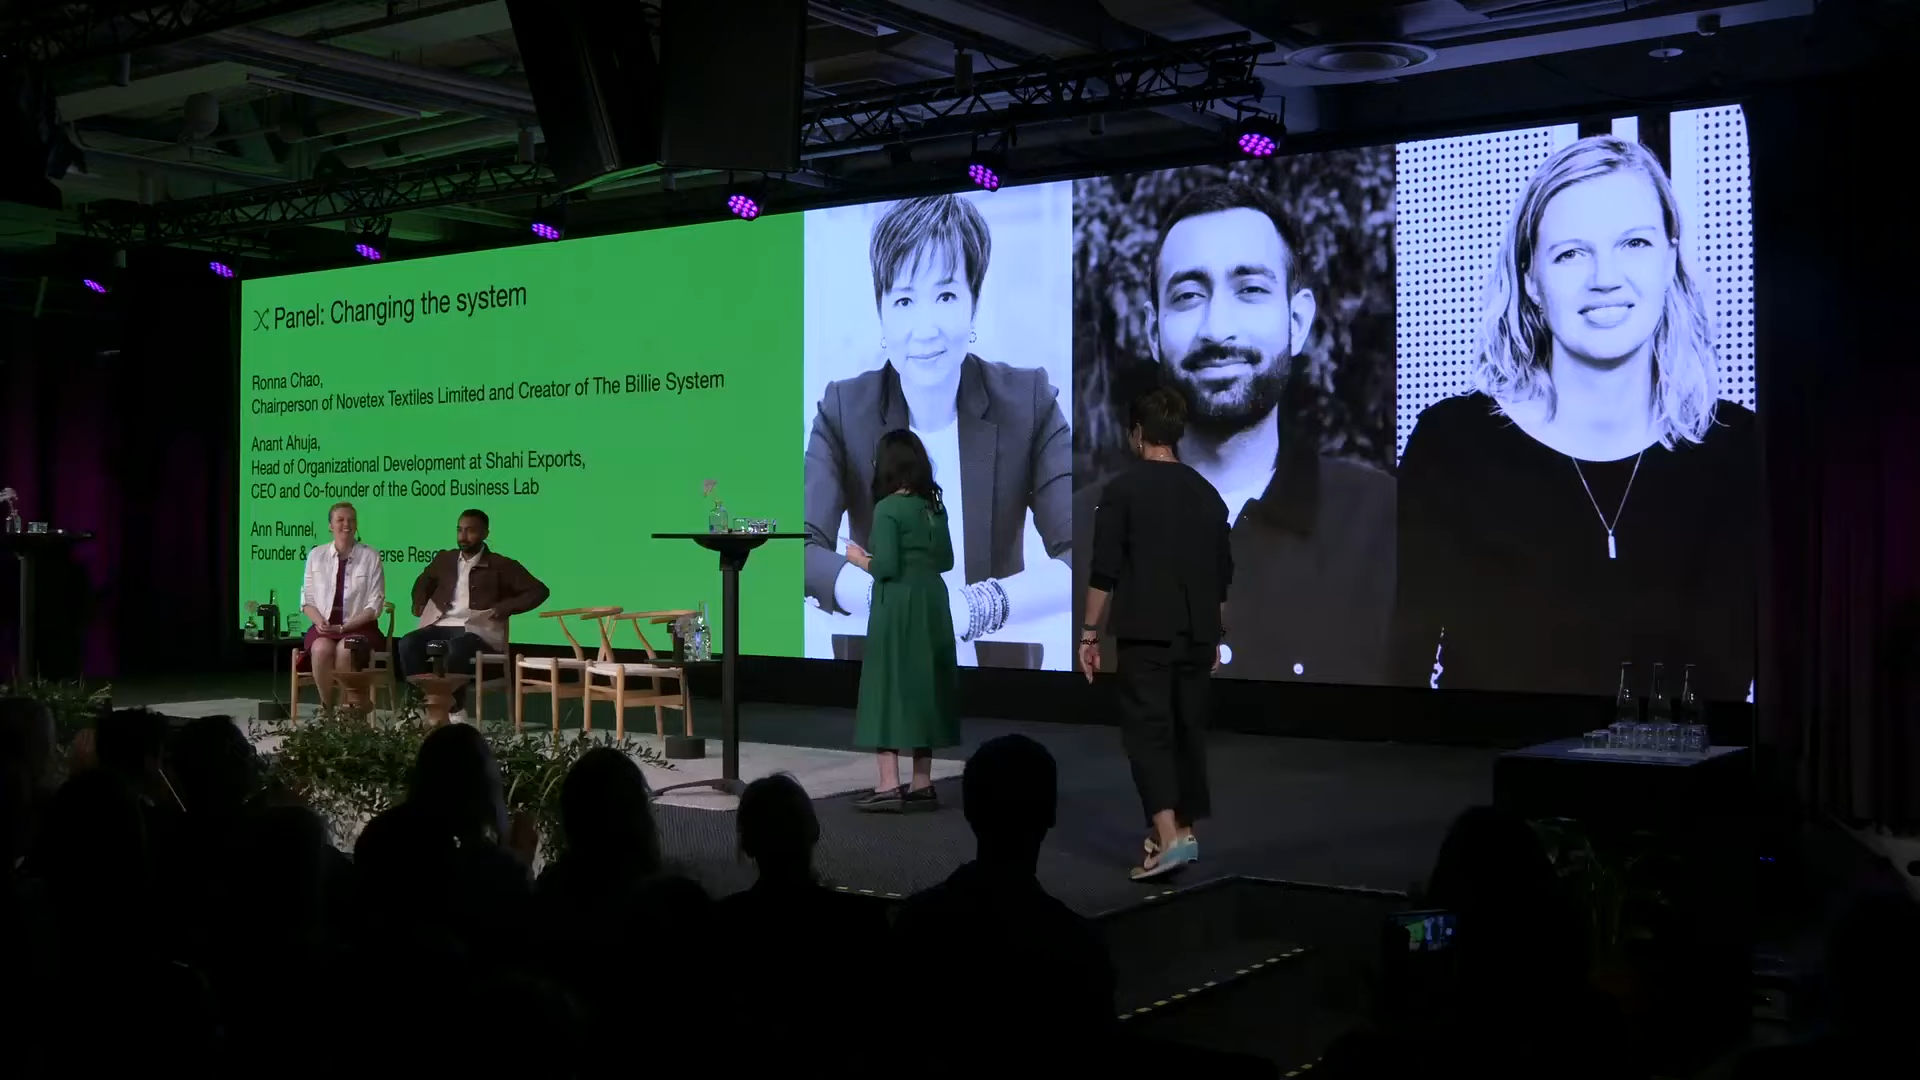 Panel: Changing the system
Ronna Chao,
Chairperson of Novetex Textiles Limited and Creator of The Billie System
Anant Ahuja,
Head of Organizational Development at Shahi Exports,
CEO and Co-founder of the Good Business Lab
Ann Runnel,
Founder &